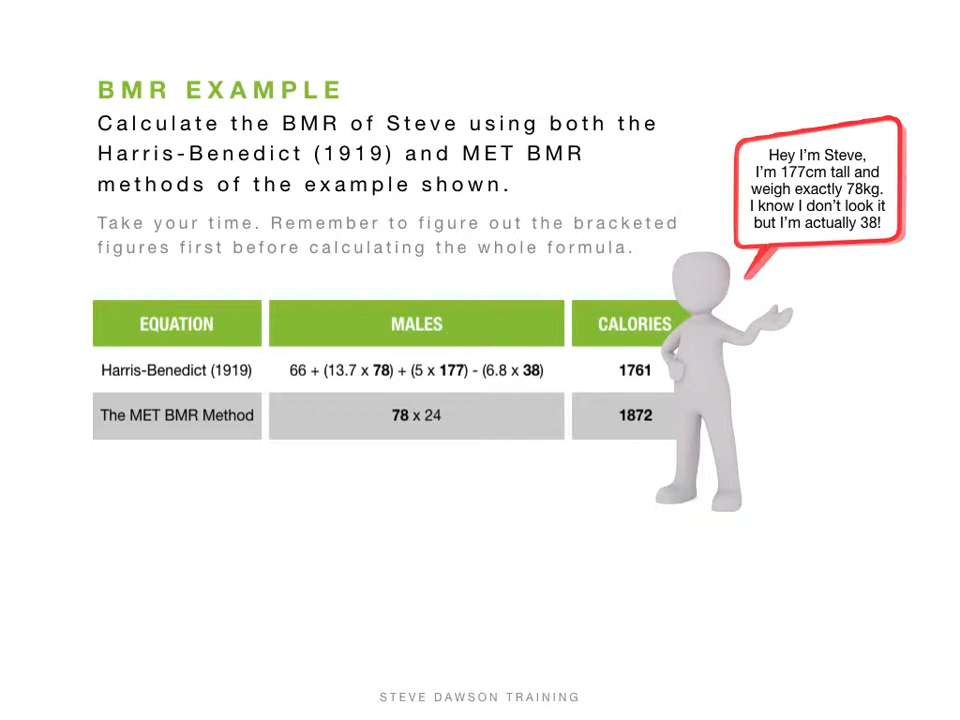 BMR EXAMPLE
Calculate the BMR of Steve using both the
Harris-Benedict (1919) and MET BMR
methods of the example shown.
Take your time. Remember to figure out the bracketed
figures first before calculating the whole formula.
Hey I'm Steve,
I'm 177cm tall and
weigh exactly 78kg.
I know I don't look it
but I'm actually 38!
EQUATION MALES CALORIES
Harris-Benedict (1919) 66 + (13.7 x 78) + (5 x 177) - (6.8 x 38) 1761
The MET BMR Method 78 x 24 1872
STEVE DAWSON TRAINING